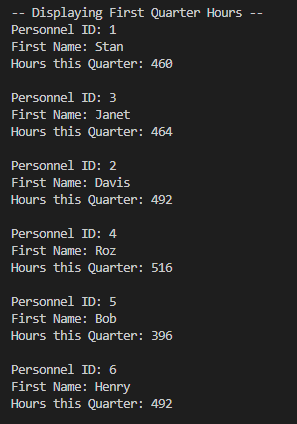 -- Displaying First Quarter Hours --
Personnel ID: 1
First Name: Stan
Hours this Quarter: 460

Personnel ID: 3
First Name: Janet
Hours this Quarter: 464

Personnel ID: 2
First Name: Davis
Hours this Quarter: 492

Personnel ID: 4
First Name: Roz
Hours this Quarter: 516

Personnel ID: 5
First Name: Bob
Hours this Quarter: 396

Personnel ID: 6
First Name: Henry
Hours this Quarter: 492